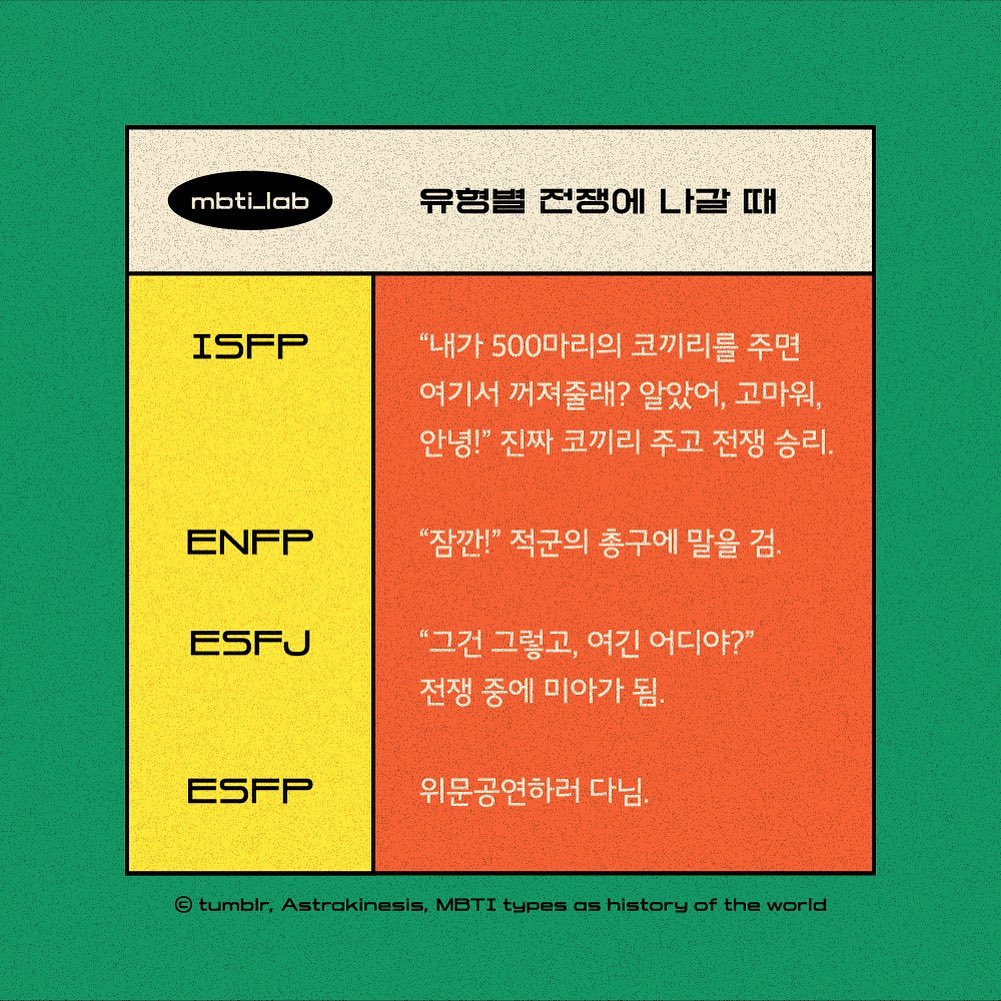 mbti_lab
유형별 전쟁에 나갈 때
ISFP
“내가 500마리의 코끼리를 주면
여기서 꺼져줄래? 알았어, 고마워,
안녕!” 진짜 코끼리 주고 전쟁 승리.
ENFP
“잠깐!” 적군의 총구에 말을 검.
ESFJ
“그건 그렇고, 여긴 어디야?”
전쟁 중에 미아가 됨.
ESFP
위문공연하러 다님.
© tumblr, Astrakinesis, MBTI types as history of the world